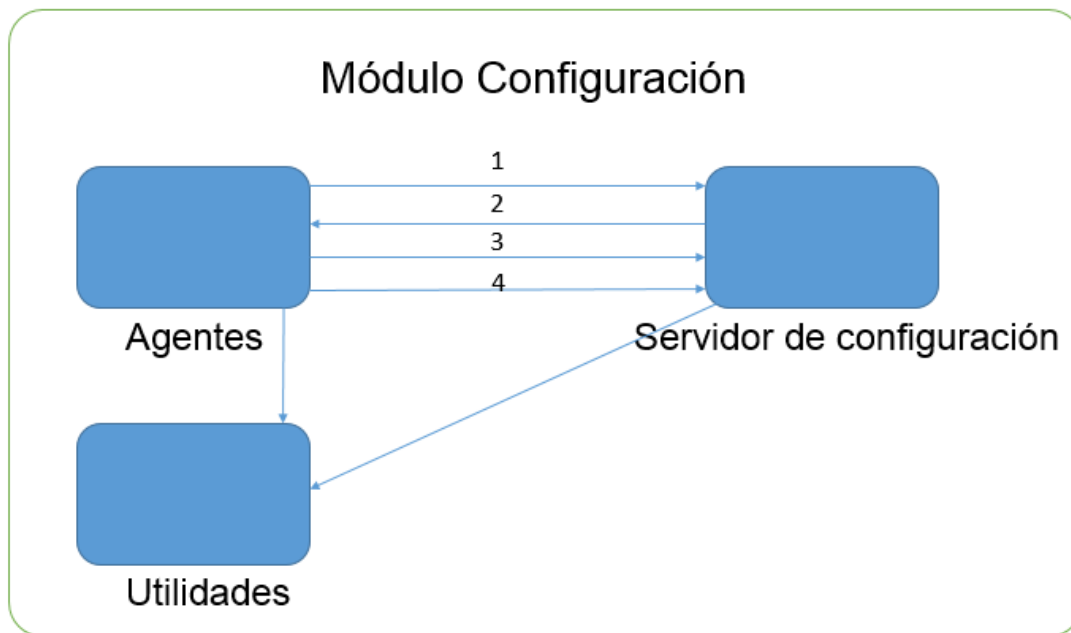 Módulo Configuración
1
2
3
4
Agentes
Servidor de configuración
Utilidades